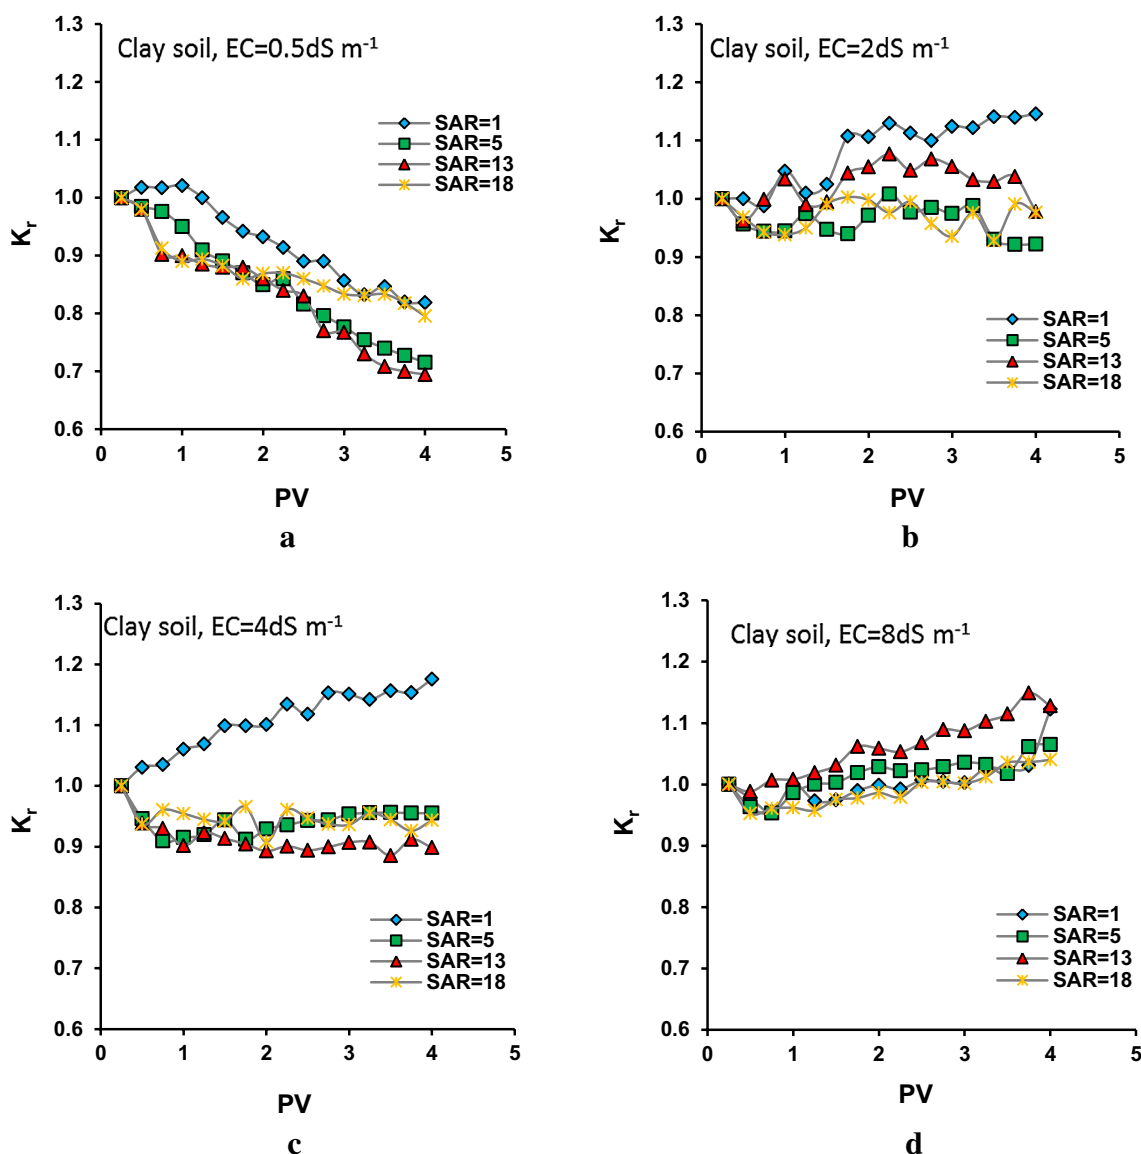 Clay soil, EC=0.5dS m-1
1.3
1.2
1.1
1.0
0.9
0.8
0.7
0.6
Kr
SAR=1
SAR=5
SAR=13
SAR=18
0 1 2 3 4 5
PV
a
Clay soil, EC=2dS m-1
1.3
1.2
1.1
1.0
0.9
0.8
0.7
0.6
Kr
SAR=1
SAR=5
SAR=13
SAR=18
0 1 2 3 4 5
PV
b
Clay soil, EC=4dS m-1
1.3
1.2
1.1
1.0
0.9
0.8
0.7
0.6
Kr
SAR=1
SAR=5
SAR=13
SAR=18
0 1 2 3 4 5
PV
c
Clay soil, EC=8dS m-1
1.3
1.2
1.1
1.0
0.9
0.8
0.7
0.6
Kr
SAR=1
SAR=5
SAR=13
SAR=18
0 1 2 3 4 5
PV
d